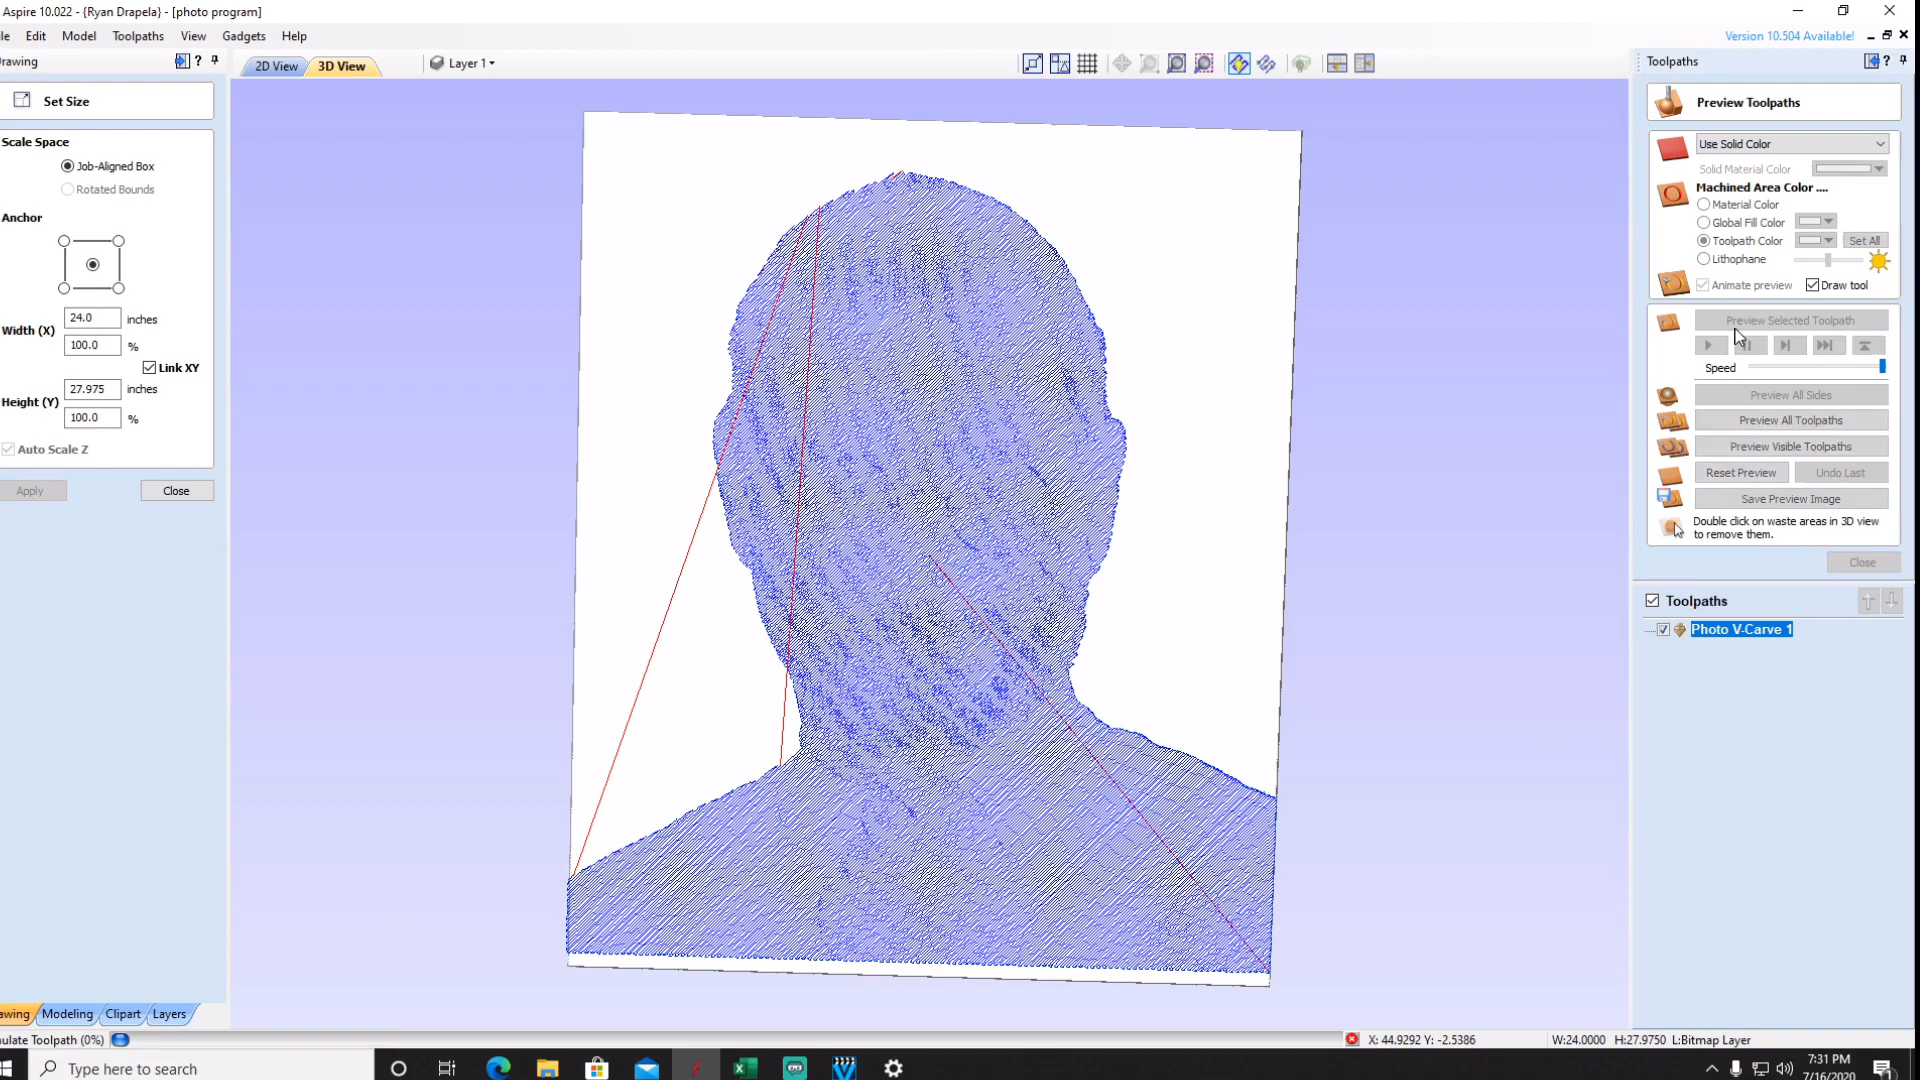 Aspire 10.022 - {Ryan Drapela} - [photo program]
le Edit Model Toolpaths View Gadgets Help
Version 10.504 Available!
rawing
?
2D View
3D View
Layer 1
Toolpaths
?
Set Size
Scale Space
Job-Aligned Box
Rotated Bounds
Anchor
Width (X)
24.0 inches
100.0 %
Link XY
Height (Y)
27.975 inches
100.0 %
Auto Scale Z
Apply
Close
Preview Toolpaths
Use Solid Color
Solid Material Color
Machined Area Color ....
Material Color
Global Fill Color
Toolpath Color
Set All
Lithophane
Animate preview
Draw tool
Preview Selected Toolpath
Speed
Preview All Sides
Preview All Toolpaths
Preview Visible Toolpaths
Reset Preview
Undo Last
Save Preview Image
Double click on waste areas in 3D view
to remove them.
Close
Toolpaths
Photo V-Carve 1
awing Modeling Clipart Layers
nulate Toolpath (0%)
X: 44.9292 Y: -2.5386
W:24.0000 H:27.9750 L:Bitmap Layer
Type here to search
7:31 PM
7/16/2020
1